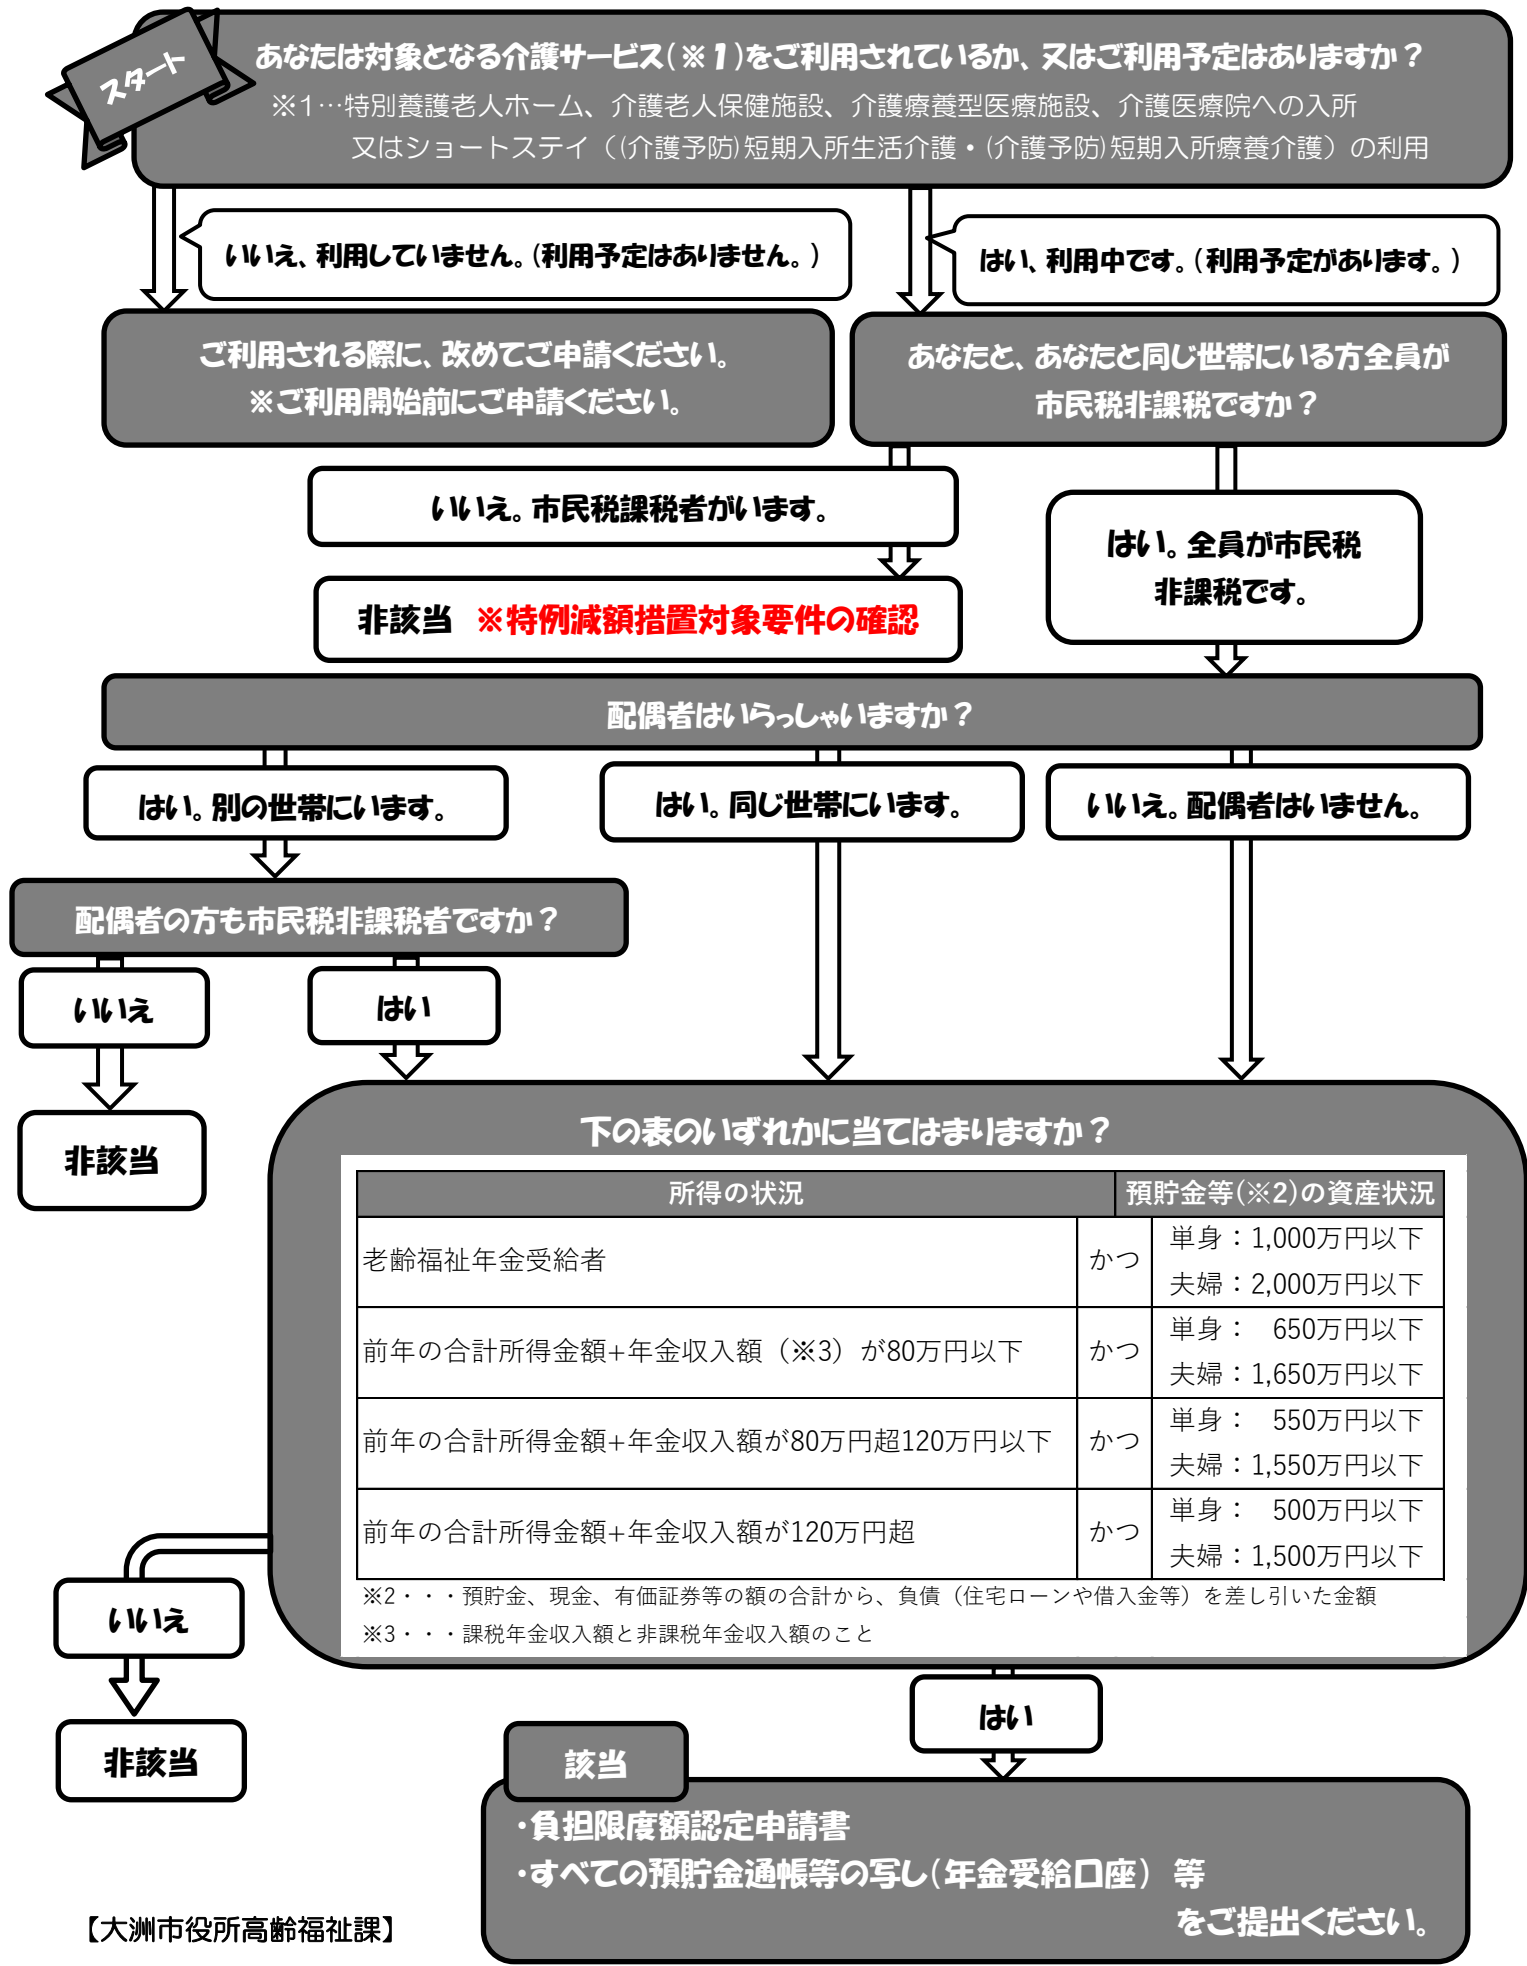 スタート
あなたは対象となる介護サービス(※1)をご利用されているか、又はご利用予定はありますか？
※1…特別養護老人ホーム、介護老人保健施設、介護療養型医療施設、介護医療院への入所
又はショートステイ（(介護予防)短期入所生活介護・(介護予防)短期入所療養介護）の利用
いいえ、利用していません。(利用予定はありません。)
はい、利用中です。(利用予定があります。)
ご利用される際に、改めてご申請ください。
※ご利用開始前にご申請ください。
あなたと、あなたと同じ世帯にいる方全員が
市民税非課税ですか？
いいえ。市民税課税者がいます。
はい。全員が市民税
非課税です。
非該当　※特例減額措置対象要件の確認
配偶者はいらっしゃいますか？
はい。別の世帯にいます。
はい。同じ世帯にいます。
いいえ。配偶者はいません。
配偶者の方も市民税非課税者ですか？
いいえ
はい
非該当
下の表のいずれかに当てはまりますか？
所得の状況
預貯金等(※2)の資産状況
老齢福祉年金受給者
かつ
単身：1,000万円以下
夫婦：2,000万円以下
前年の合計所得金額+年金収入額（※3）が80万円以下
かつ
単身：　650万円以下
夫婦：1,650万円以下
前年の合計所得金額+年金収入額が80万円超120万円以下
かつ
単身：　550万円以下
夫婦：1,550万円以下
前年の合計所得金額+年金収入額が120万円超
かつ
単身：　500万円以下
夫婦：1,500万円以下
※2・・・預貯金、現金、有価証券等の額の合計から、負債（住宅ローンや借入金等）を差し引いた金額
※3・・・課税年金収入額と非課税年金収入額のこと
いいえ
非該当
はい
該当
・負担限度額認定申請書
・すべての預貯金通帳等の写し(年金受給口座) 等
をご提出ください。
【大洲市役所高齢福祉課】